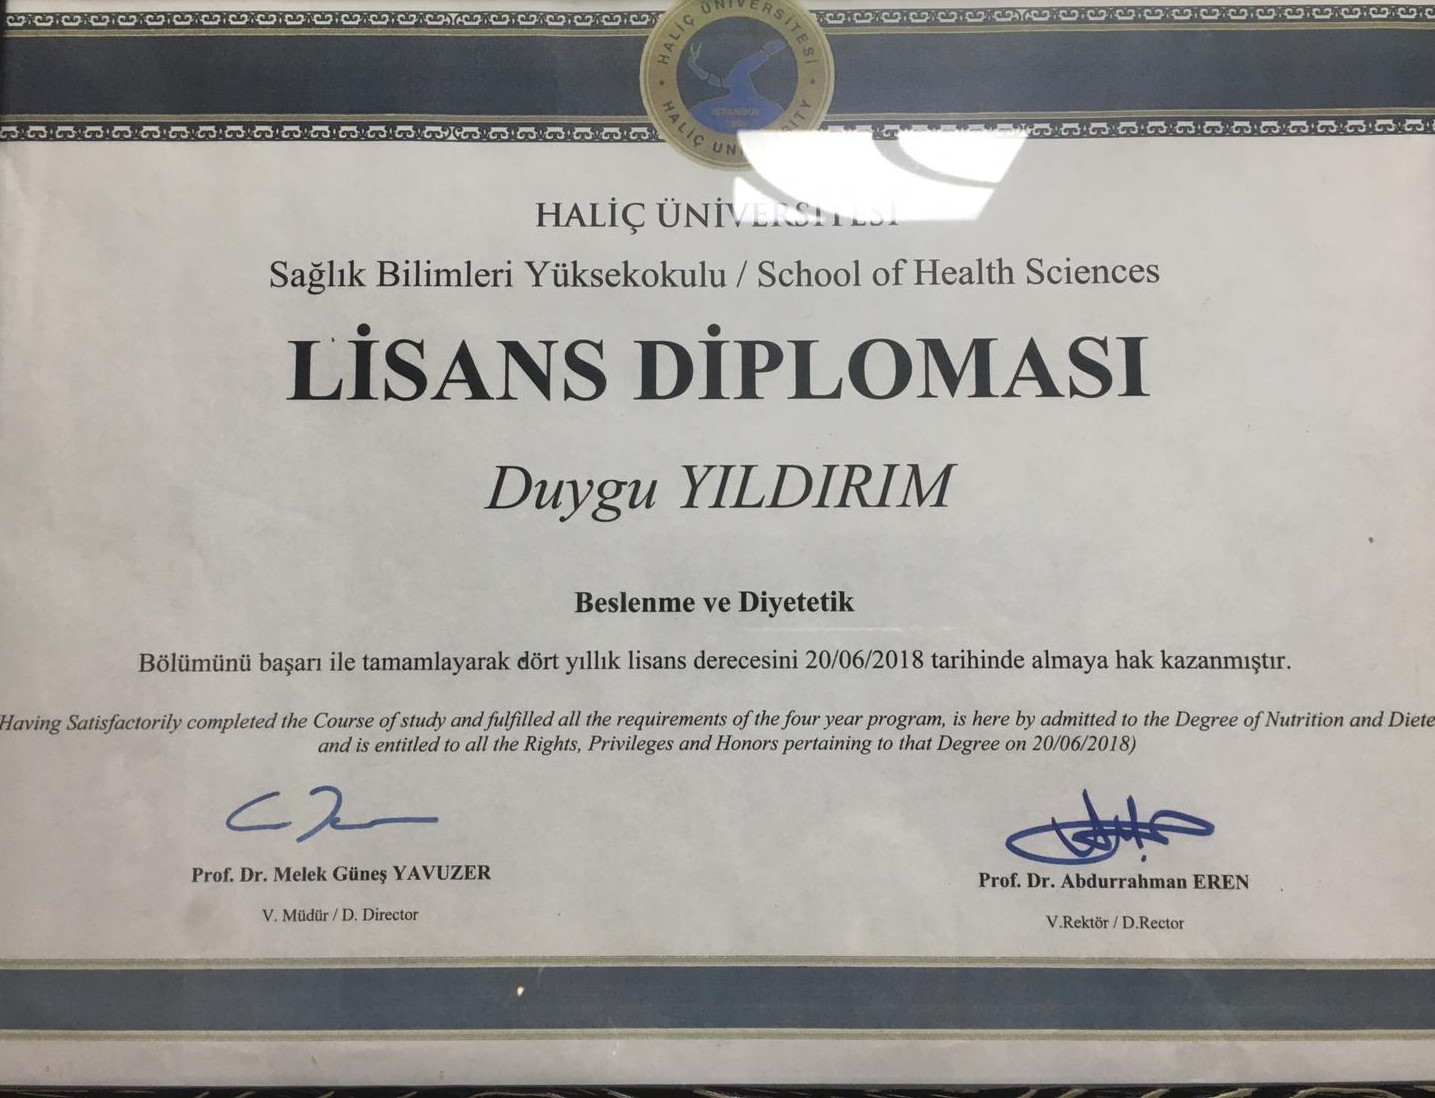 HALİÇ ÜNİVERSİTESİ
HALİÇ
İSTANBUL
HALİÇ ÜNİVERSİTESİ
Sağlık Bilimleri Yüksekokulu / School of Health Sciences
LİSANS DİPLOMASI
Duygu YILDIRIM
Beslenme ve Diyetetik
Bölümünü başarı ile tamamlayarak dört yıllık lisans derecesini 20/06/2018 tarihinde almaya hak kazanmıştır.
Having Satisfactorily completed the Course of study and fulfilled all the requirements of the four year program, is here by admitted to the Degree of Nutrition and Diete
and is entitled to all the Rights, Privileges and Honors pertaining to that Degree on 20/06/2018)
Prof. Dr. Melek Güneş YAVUZER
V. Müdür / D. Director
Prof. Dr. Abdurrahman EREN
V.Rektör / D.Rector